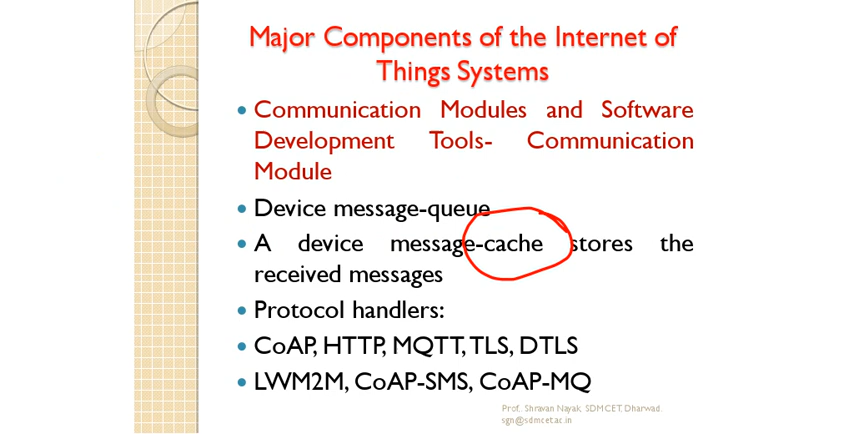 Major Components of the Internet of
Things Systems
• Communication Modules and Software
Development Tools- Communication
Module
• Device message-queue
• A device message-cache stores the
received messages
• Protocol handlers:
• CoAP, HTTP, MQTT, TLS, DTLS
• LWM2M, CoAP-SMS, CoAP-MQ
Prof. Shravan Nayak, SDMCET, Dharwad.
sgn@sdmcet.ac.in